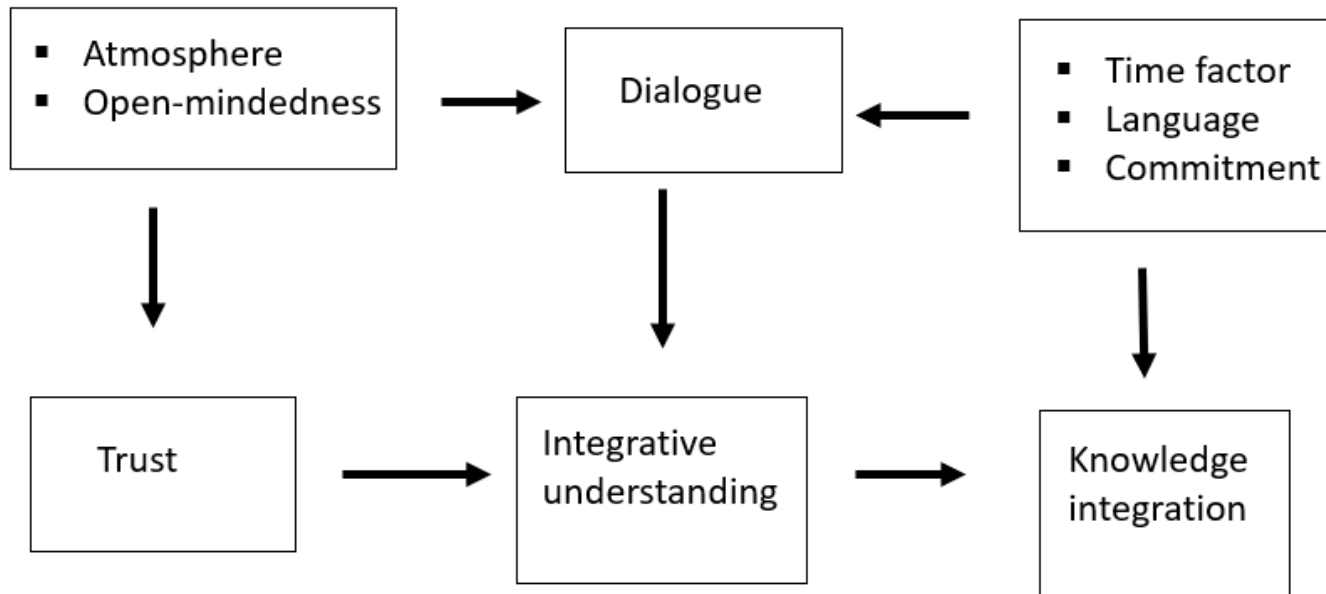 ▪ Atmosphere
▪ Open-mindedness
Dialogue
▪ Time factor
▪ Language
▪ Commitment
Trust
Integrative
understanding
Knowledge
integration